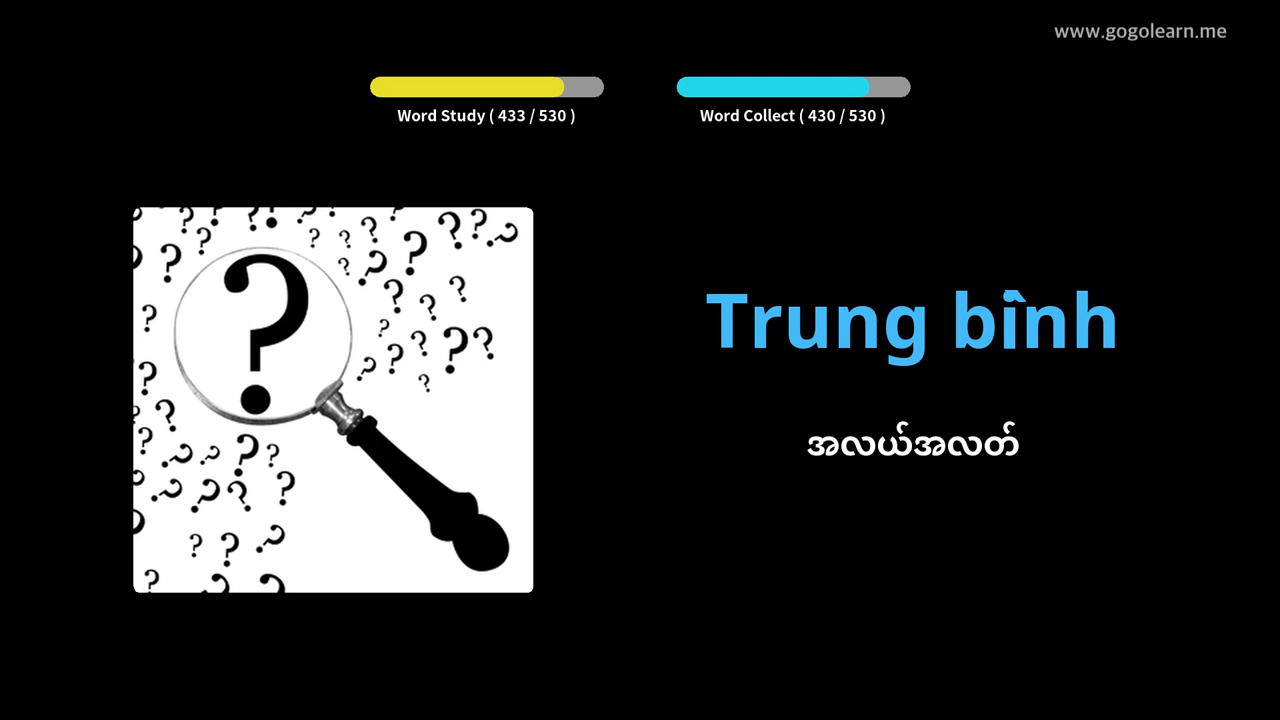 www.gogolearn.me
Word Study ( 433 / 530 )
Word Collect ( 430 / 530 )
Trung bình
အလယ်အလတ်